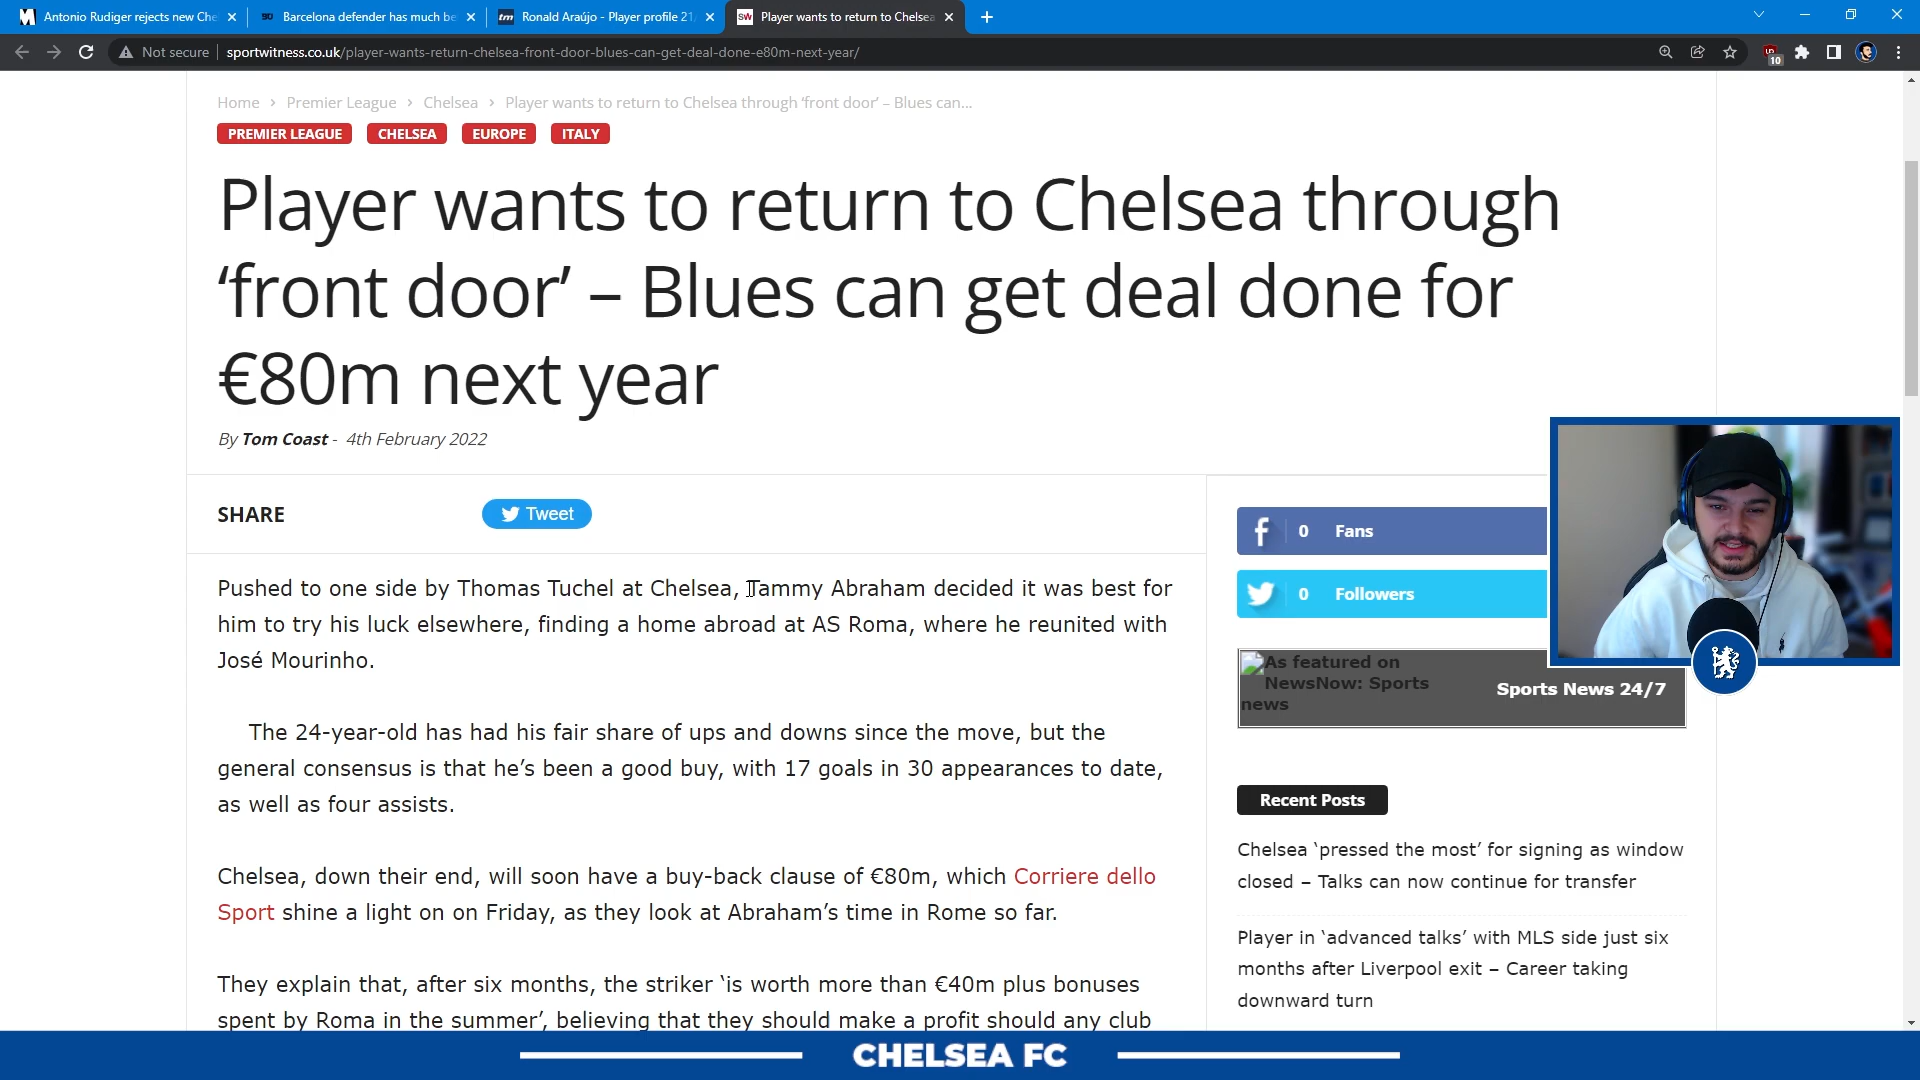 Antonio Rudiger rejects new Che
Barcelona defender has much be
Ronald Araújo - Player profile 21/
Player wants to return to Chelsea
Not secure
sportwitness.co.uk/player-wants-return-chelsea-front-door-blues-can-get-deal-done-e80m-next-year/
10
Home › Premier League › Chelsea › Player wants to return to Chelsea through ‘front door’ – Blues can...
PREMIER LEAGUE CHELSEA EUROPE ITALY
Player wants to return to Chelsea through
‘front door’ – Blues can get deal done for
€80m next year
By Tom Coast - 4th February 2022
SHARE
Tweet
Pushed to one side by Thomas Tuchel at Chelsea, Tammy Abraham decided it was best for
him to try his luck elsewhere, finding a home abroad at AS Roma, where he reunited with
José Mourinho.
The 24-year-old has had his fair share of ups and downs since the move, but the
general consensus is that he’s been a good buy, with 17 goals in 30 appearances to date,
as well as four assists.
Chelsea, down their end, will soon have a buy-back clause of €80m, which Corriere dello
Sport shine a light on on Friday, as they look at Abraham’s time in Rome so far.
They explain that, after six months, the striker ‘is worth more than €40m plus bonuses
spent by Roma in the summer’, believing that they should make a profit should any club
0 Fans
0 Followers
As featured on
NewsNow: Sports
news
Sports News 24/7
Recent Posts
Chelsea ‘pressed the most’ for signing as window
closed – Talks can now continue for transfer
Player in ‘advanced talks’ with MLS side just six
months after Liverpool exit – Career taking
downward turn
CHELSEA FC